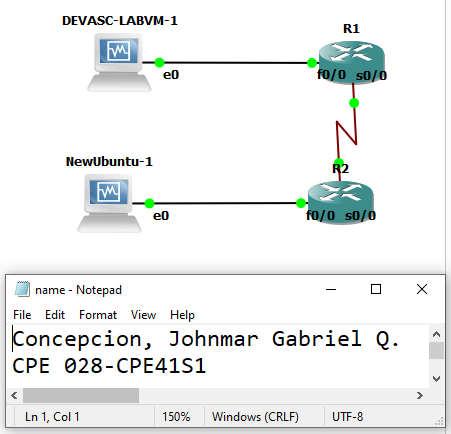 DEVASC-LABVM-1
R1
e0
f0/0
s0/0
NewUbuntu-1
R2
e0
f0/0
s0/0
name - Notepad
File Edit Format View Help
Concepcion, Johnmar Gabriel Q.
CPE 028-CPE41S1
Ln 1, Col 1 150% Windows (CRLF) UTF-8